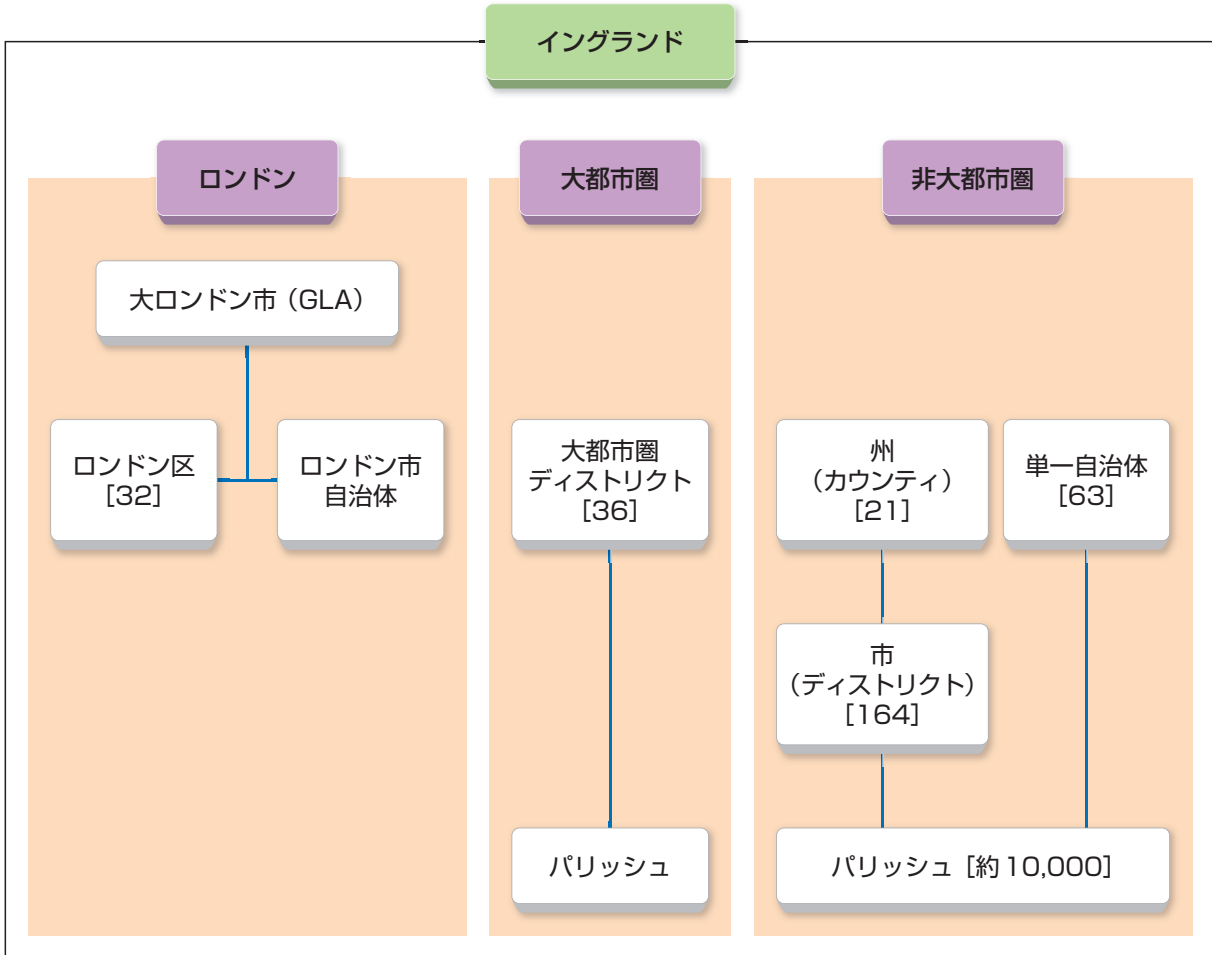 イングランド
ロンドン
大ロンドン市（GLA）
ロンドン区
[32]
ロンドン市
自治体
大都市圏
大都市圏
ディストリクト
[36]
パリッシュ
非大都市圏
州
（カウンティ）
[21]
単一自治体
[63]
市
（ディストリクト）
[164]
パリッシュ［約10,000］